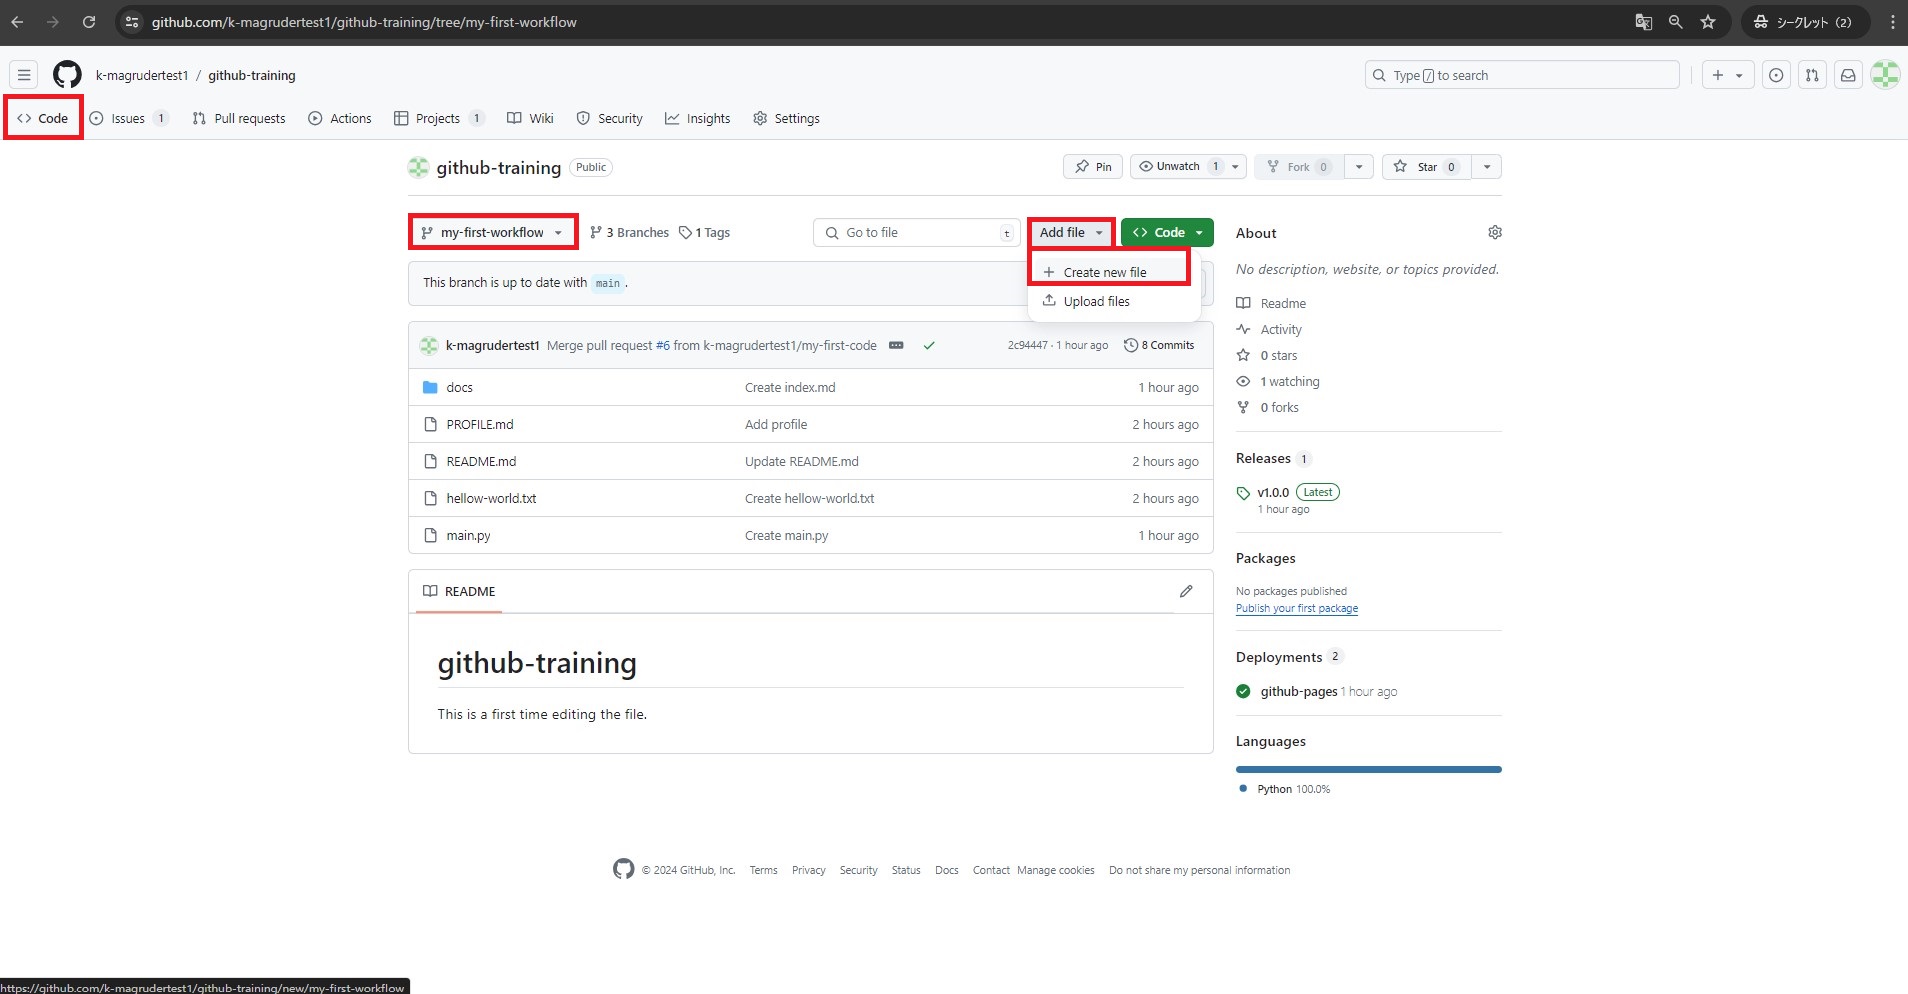 github.com/k-magrudertest1/github-training/tree/my-first-workflow
シークレット (2)
k-magrudertest1 / github-training
Type / to search
Code
Issues 1
Pull requests
Actions
Projects 1
Wiki
Security
Insights
Settings
github-training Public
Pin
Unwatch 1
Fork 0
Star 0
my-first-workflow
3 Branches
1 Tags
Go to file
t
Add file
Code
Create new file
Upload files
This branch is up to date with main .
k-magrudertest1 Merge pull request #6 from k-magrudertest1/my-first-code
2c94447 · 1 hour ago
8 Commits
docs Create index.md 1 hour ago
PROFILE.md Add profile 2 hours ago
README.md Update README.md 2 hours ago
hellow-world.txt Create hellow-world.txt 2 hours ago
main.py Create main.py 1 hour ago
README
github-training
This is a first time editing the file.
About
No description, website, or topics provided.
Readme
Activity
0 stars
1 watching
0 forks
Releases 1
v1.0.0 Latest
1 hour ago
Packages
No packages published
Publish your first package
Deployments 2
github-pages 1 hour ago
Languages
Python 100.0%
© 2024 GitHub, Inc. Terms Privacy Security Status Docs Contact Manage cookies Do not share my personal information
https://github.com/k-magrudertest1/github-training/new/my-first-workflow